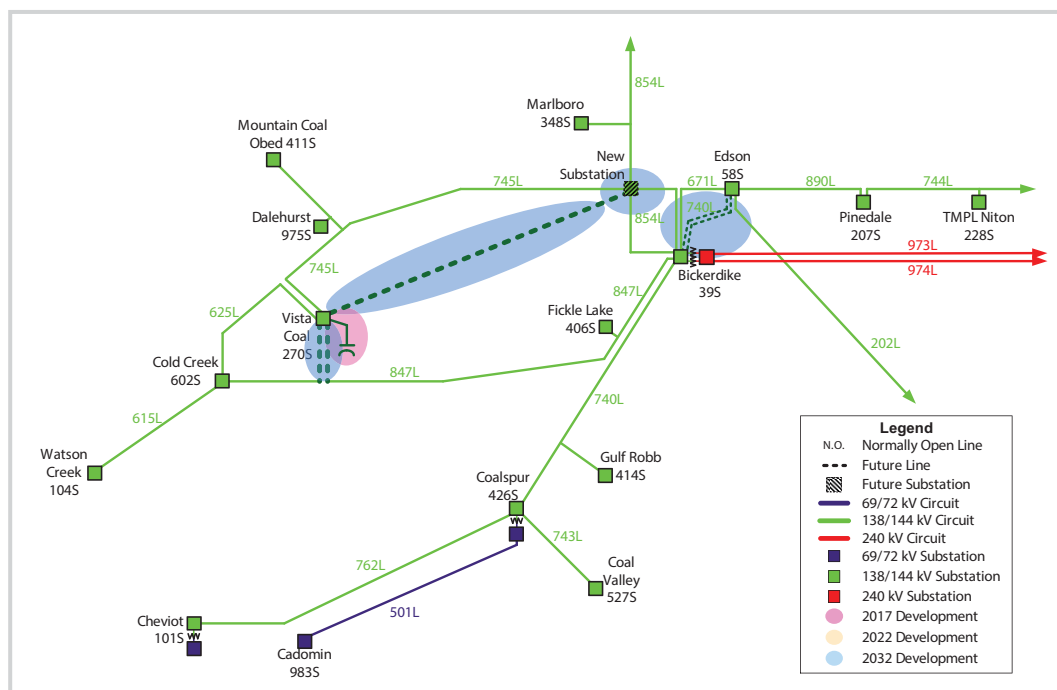 854L
Marlboro
348S
Mountain Coal
Obed 411S
New
Substation
Edson
58S
745L
671L
890L
744L
Dalehurst
975S
854L
740L
Pinedale
207S
TMPL Niton
228S
973L
974L
Bickerdike
39S
745L
847L
625L
Vista
Coal
270S
Fickle Lake
406S
202L
Cold Creek
602S
847L
740L
615L
Watson
Creek
104S
Gulf Robb
414S
Coalspur
426S
743L
762L
Coal
Valley
527S
501L
Cheviot
101S
Cadomin
983S
Legend
N.O. Normally Open Line
Future Line
Future Substation
69/72 kV Circuit
138/144 kV Circuit
240 kV Circuit
69/72 kV Substation
138/144 kV Substation
240 kV Substation
2017 Development
2022 Development
2032 Development